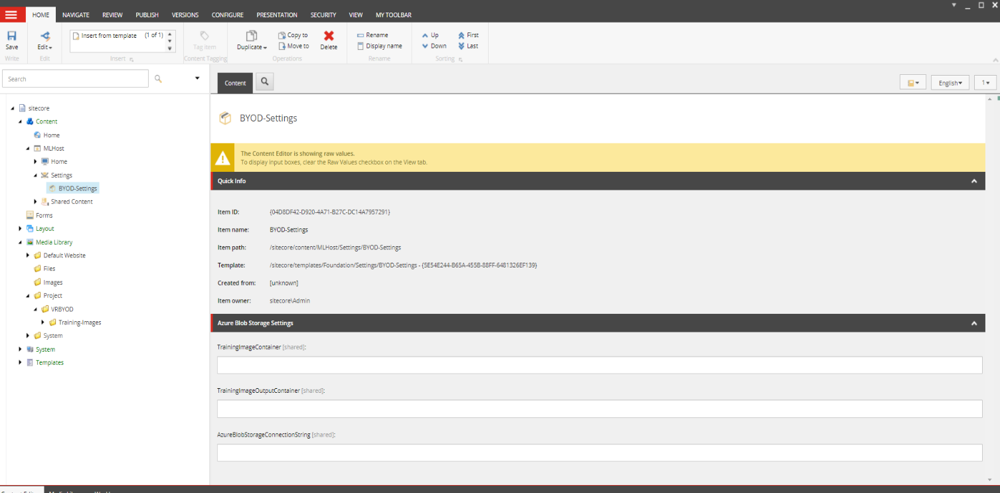 HOME NAVIGATE REVIEW PUBLISH VERSIONS CONFIGURE PRESENTATION SECURITY VIEW MY TOOLBAR
Insert from template (1 of 1) Copy to Rename Up First
Save Edit Tag item Duplicate Move to Delete Display name Down Last
Write Edit Insert Content Tagging Operations Rename Sorting
Search
Content
English
1
sitecore
Content
Home
MLHost
Home
Settings
BYOD-Settings
Shared Content
Forms
Layout
Media Library
Default Website
Files
Images
Project
VRBYOD
Training-Images
System
System
Templates
BYOD-Settings
The Content Editor is showing raw values.
To display input boxes, clear the Raw Values checkbox on the View tab.
Quick Info
Item ID: {04D8DF42-D920-4A71-B27C-DC14A7957291}
Item name: BYOD-Settings
Item path: /sitecore/content/MLHost/Settings/BYOD-Settings
Template: /sitecore/templates/Foundation/Settings/BYOD-Settings - {5E54E244-B65A-455B-88FF-6481326EF139}
Created from: [unknown]
Item owner: sitecore\Admin
Azure Blob Storage Settings
TrainingImageContainer [shared]:
TrainingImageOutputContainer [shared]:
AzureBlobStorageConnectionString [shared]: